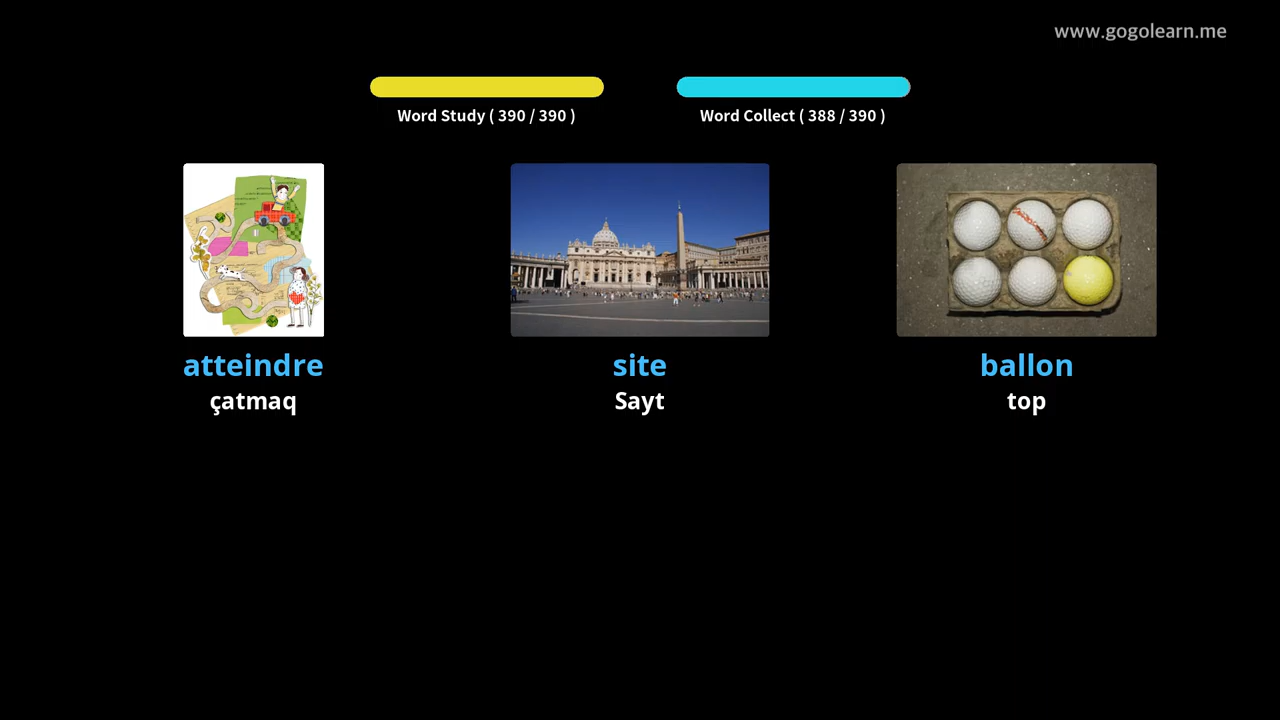 www.gogolearn.me
Word Study ( 390 / 390 )
Word Collect ( 388 / 390 )
atteindre
çatmaq
site
Sayt
ballon
top